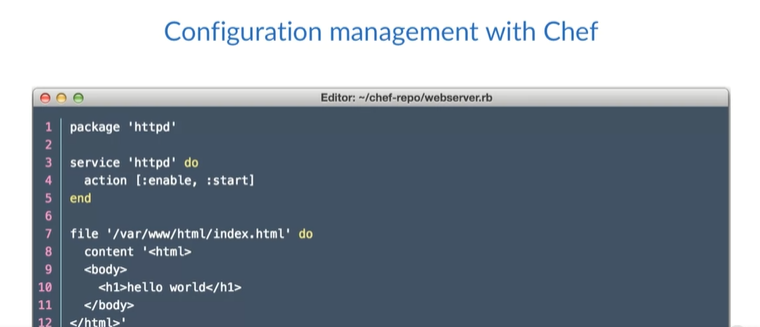 Configuration management with Chef
Editor: ~/chef-repo/webserver.rb
1 package 'httpd'
2
3 service 'httpd' do
4   action [:enable, :start]
5 end
6
7 file '/var/www/html/index.html' do
8   content '<html>
9   <body>
10     <h1>hello world</h1>
11   </body>
12 </html>'